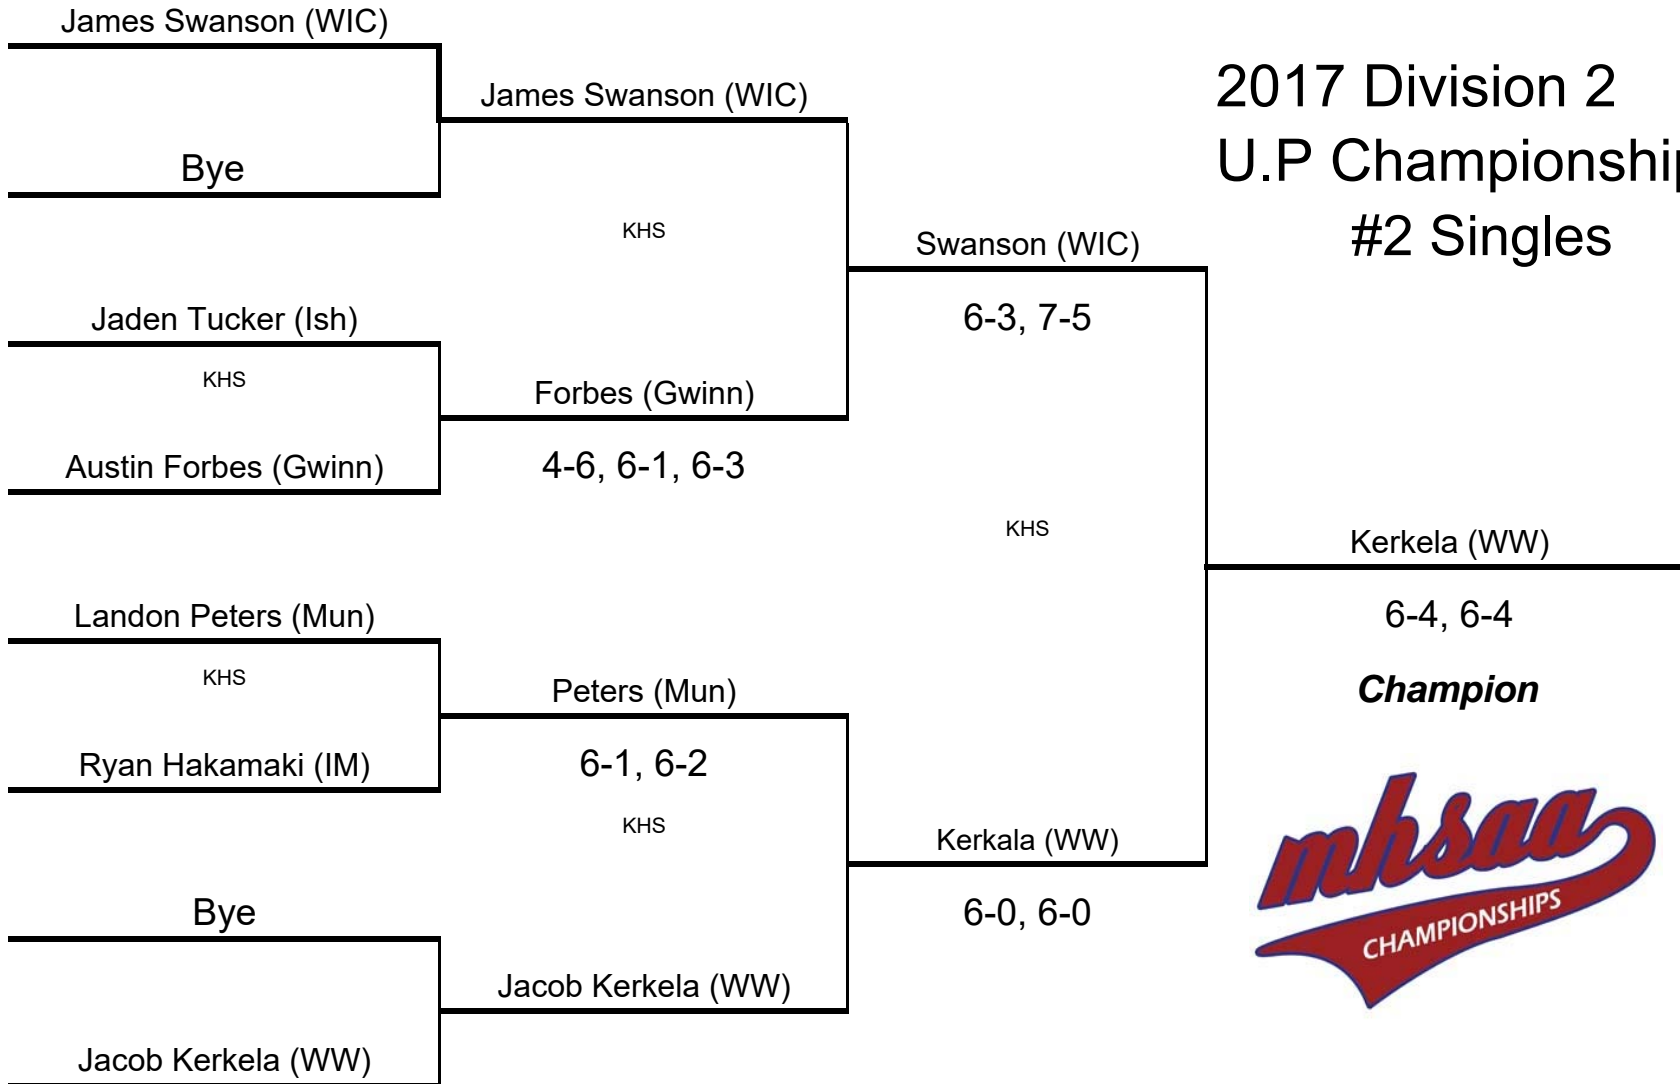 James Swanson (WIC)
Bye
Jaden Tucker (Ish)
KHS
Austin Forbes (Gwinn)
Landon Peters (Mun)
KHS
Ryan Hakamaki (IM)
Bye
Jacob Kerkela (WW)
James Swanson (WIC)
KHS
Forbes (Gwinn)
4-6, 6-1, 6-3
Peters (Mun)
6-1, 6-2
KHS
Jacob Kerkela (WW)
Swanson (WIC)
6-3, 7-5
KHS
Kerkala (WW)
6-0, 6-0
2017 Division 2
U.P Championship
#2 Singles
Kerkela (WW)
6-4, 6-4
Champion
mhsaa
CHAMPIONSHIPS